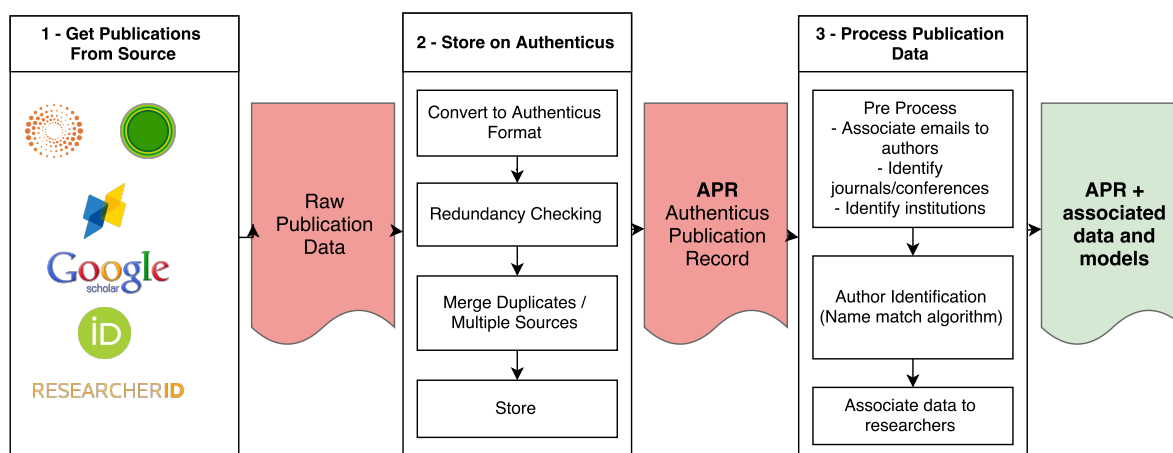 1 - Get Publications
From Source
Google
scholar
iD
RESEARCHERID
Raw
Publication
Data
2 - Store on Authenticus
Convert to Authenticus
Format
Redundancy Checking
Merge Duplicates /
Multiple Sources
Store
APR
Authenticus
Publication
Record
3 - Process Publication
Data
Pre Process
- Associate emails to
authors
- Identify
journals/conferences
- Identify institutions
Author Identification
(Name match algorithm)
Associate data to
researchers
APR +
associated
data and
models